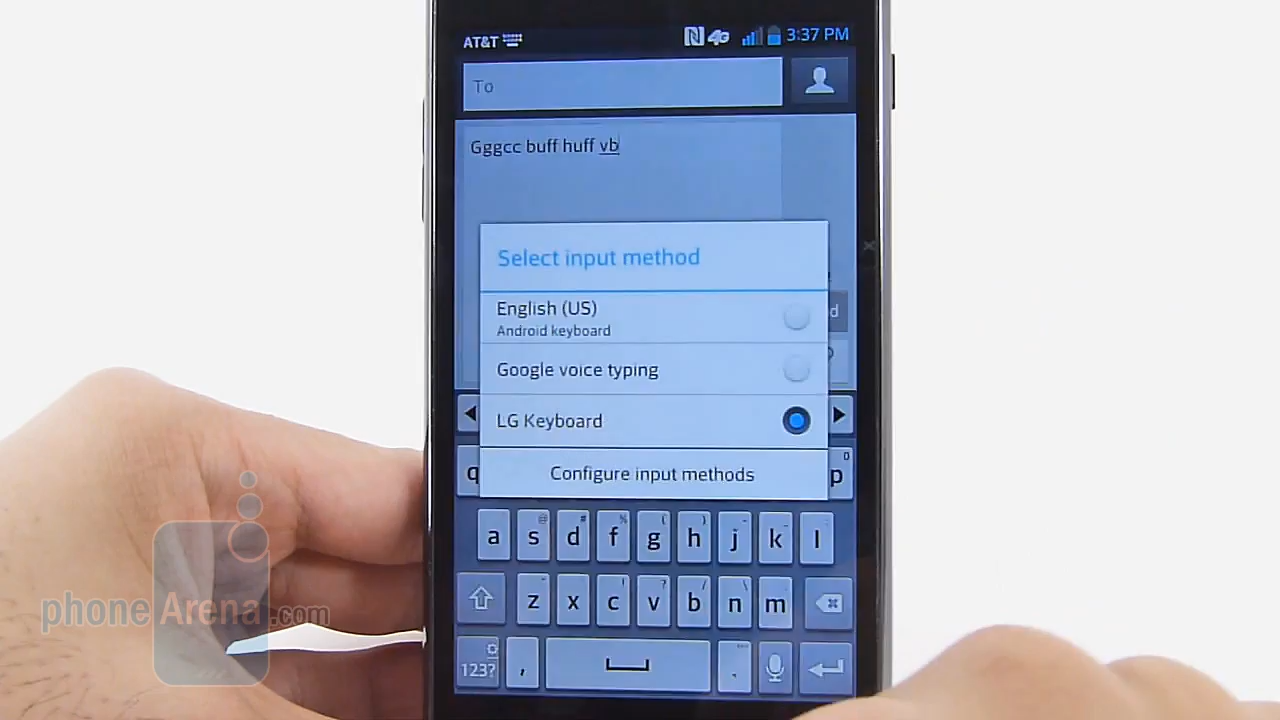 AT&T 4G 3:37 PM
To
Gggcc buff huff vb
Select input method
English (US)
Android keyboard
Google voice typing
LG Keyboard
Configure input methods
q p
a s d f g h j k l
z x c v b n m
123? , .
phoneArena.com